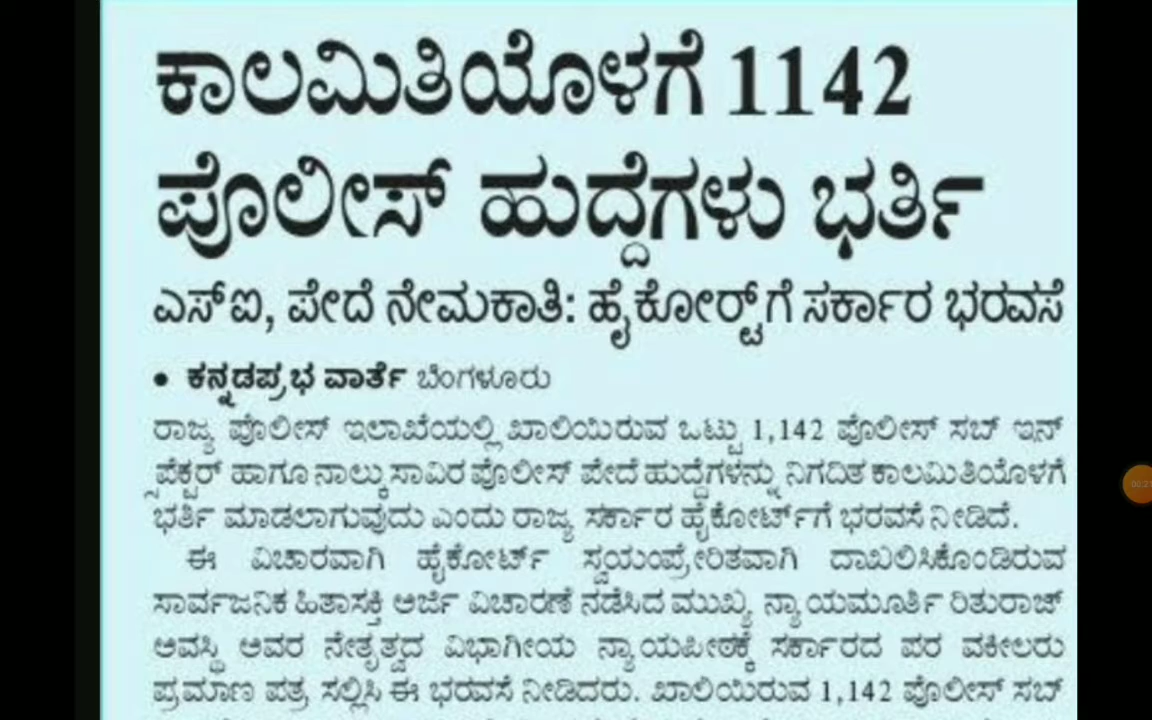 ಕಾಲಮಿತಿಯೊಳಗೆ 1142
ಪೊಲೀಸ್ ಹುದ್ದೆಗಳು ಭರ್ತಿ
ಎಸ್‌ಐ, ಪೇದೆ ನೇಮಕಾತಿ: ಹೈಕೋರ್ಟ್‌ಗೆ ಸರ್ಕಾರ ಭರವಸೆ
• ಕನ್ನಡಪ್ರಭ ವಾರ್ತೆ ಬೆಂಗಳೂರು
ರಾಜ್ಯ ಪೊಲೀಸ್ ಇಲಾಖೆಯಲ್ಲಿ ಖಾಲಿಯಿರುವ ಒಟ್ಟು 1,142 ಪೊಲೀಸ್ ಸಬ್ ಇನ್
ಸ್ಪೆಕ್ಟರ್ ಹಾಗೂ ನಾಲ್ಕು ಸಾವಿರ ಪೊಲೀಸ್ ಪೇದೆ ಹುದ್ದೆಗಳನ್ನು ನಿಗದಿತ ಕಾಲಮಿತಿಯೊಳಗೆ
ಭರ್ತಿ ಮಾಡಲಾಗುವುದು ಎಂದು ರಾಜ್ಯ ಸರ್ಕಾರ ಹೈಕೋರ್ಟ್‌ಗೆ ಭರವಸೆ ನೀಡಿದೆ.
ಈ ವಿಚಾರವಾಗಿ ಹೈಕೋರ್ಟ್ ಸ್ವಯಂಪ್ರೇರಿತವಾಗಿ ದಾಖಲಿಸಿಕೊಂಡಿರುವ
ಸಾರ್ವಜನಿಕ ಹಿತಾಸಕ್ತಿ ಅರ್ಜಿ ವಿಚಾರಣೆ ನಡೆಸಿದ ಮುಖ್ಯ ನ್ಯಾಯಮೂರ್ತಿ ರಿತುರಾಜ್
ಅವಸ್ಥಿ ಅವರ ನೇತೃತ್ವದ ವಿಭಾಗೀಯ ನ್ಯಾಯಪೀಠಕ್ಕೆ ಸರ್ಕಾರದ ಪರ ವಕೀಲರು
ಪ್ರಮಾಣ ಪತ್ರ ಸಲ್ಲಿಸಿ ಈ ಭರವಸೆ ನೀಡಿದರು. ಖಾಲಿಯಿರುವ 1,142 ಪೊಲೀಸ್ ಸಬ್